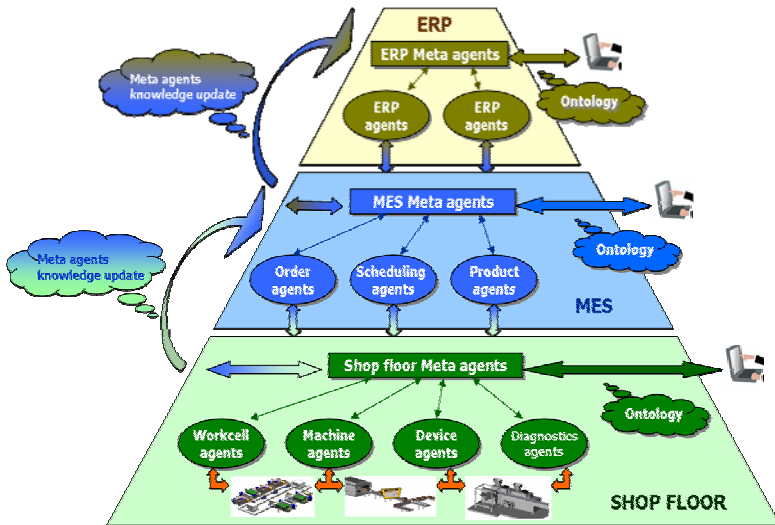 ERP
ERP Meta agents
Meta agents
knowledge update
Ontology
ERP
agents
ERP
agents
MES Meta agents
Ontology
Meta agents
knowledge update
Order
agents
Scheduling
agents
Product
agents
MES
Shop floor Meta agents
Ontology
Workcell
agents
Machine
agents
Device
agents
Diagnostics
agents
SHOP FLOOR